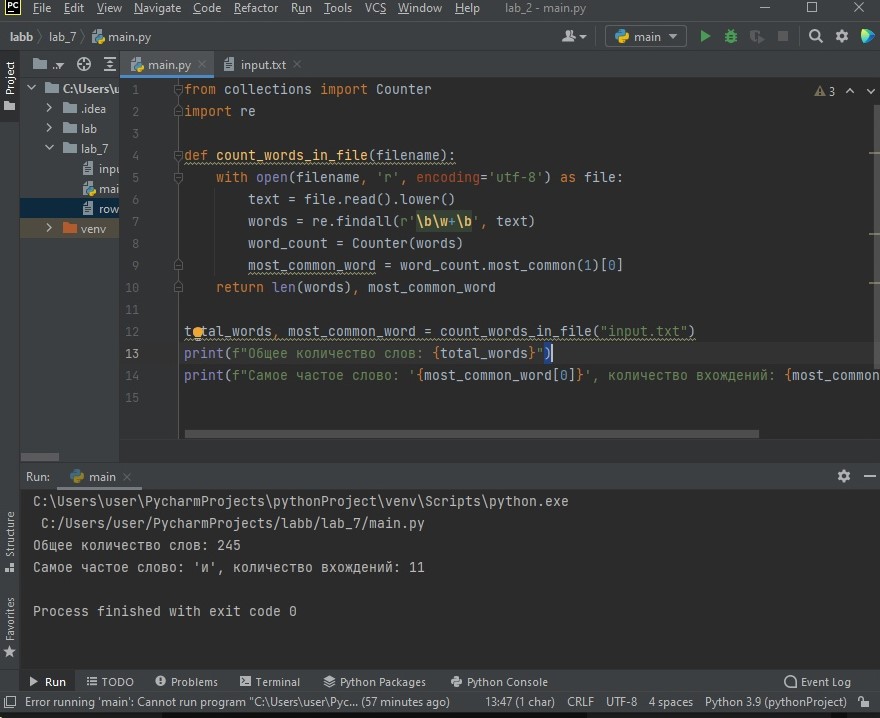 PC File Edit View Navigate Code Refactor Run Tools VCS Window Help lab_2 - main.py
labb lab_7 main.py main
Project
main.py input.txt
C:\Users\u
.idea
lab
lab_7
inpu
mai
row
venv
3
1 from collections import Counter
2 import re
3
4 def count_words_in_file(filename):
5 with open(filename, 'r', encoding='utf-8') as file:
6 text = file.read().lower()
7 words = re.findall(r'\b\w+\b', text)
8 word_count = Counter(words)
9 most_common_word = word_count.most_common(1)[0]
10 return len(words), most_common_word
11
12 total_words, most_common_word = count_words_in_file("input.txt")
13 print(f"Общее количество слов: {total_words}")
14 print(f"Самое частое слово: '{most_common_word[0]}', количество вхождений: {most_common
15
Run: main
C:\Users\user\PycharmProjects\pythonProject\venv\Scripts\python.exe
C:/Users/user/PycharmProjects/labb/lab_7/main.py
Общее количество слов: 245
Самое частое слово: 'и', количество вхождений: 11
Process finished with exit code 0
Structure
Favorites
Run TODO Problems Terminal Python Packages Python Console Event Log
Error running 'main': Cannot run program "C:\Users\user\Pyc... (57 minutes ago) 13:47 (1 char) CRLF UTF-8 4 spaces Python 3.9 (pythonProject)